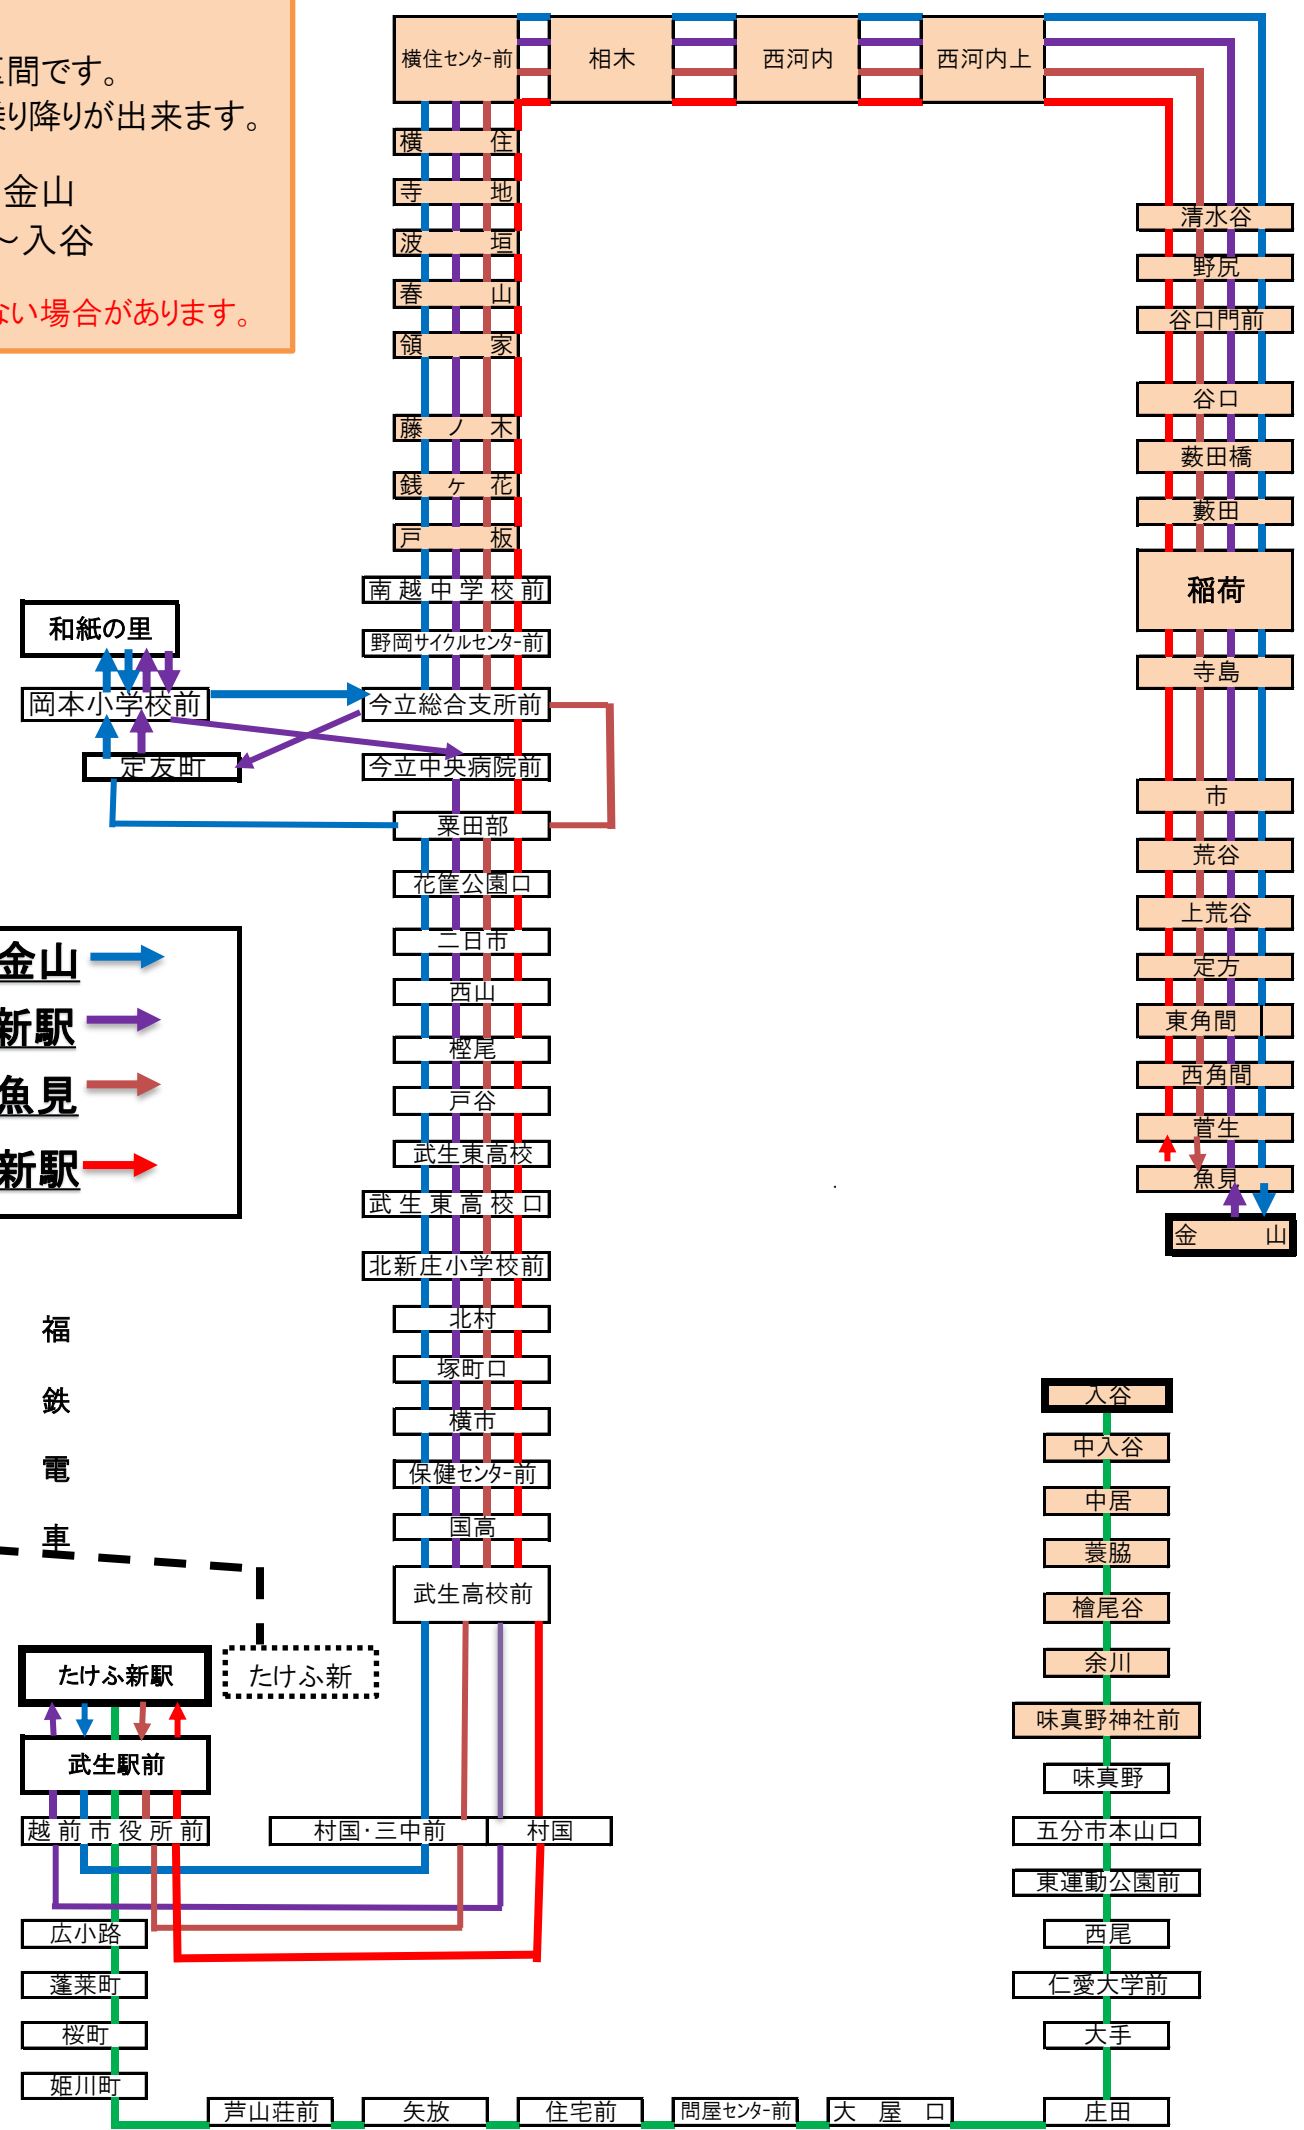 区間です。
乗り降りが出来ます。
金山
～入谷
ない場合があります。
横住センター前
相木
西河内
西河内上
横住
寺地
波垣
春山
領家
藤ノ木
銭ヶ花
戸板
南越中学校前
野岡サイクルセンター前
今立総合支所前
今立中央病院前
粟田部
花筐公園口
二日市
西山
樫尾
戸谷
武生東高校
武生東高校口
北新庄小学校前
北村
塚町口
横市
保健センター前
国高
武生高校前
村国・三中前
村国
和紙の里
岡本小学校前
定友町
清水谷
野尻
谷口門前
谷口
薮田橋
藪田
稲荷
寺島
市
荒谷
上荒谷
定方
東角間
西角間
菅生
魚見
金山
金山
新駅
魚見
新駅
福
鉄
電
車
たけふ新駅
たけふ新
武生駅前
越前市役所前
広小路
蓬莱町
桜町
姫川町
芦山荘前
矢放
住宅前
問屋センター前
大屋口
庄田
入谷
中入谷
中居
蓑脇
檜尾谷
余川
味真野神社前
味真野
五分市本山口
東運動公園前
西尾
仁愛大学前
大手